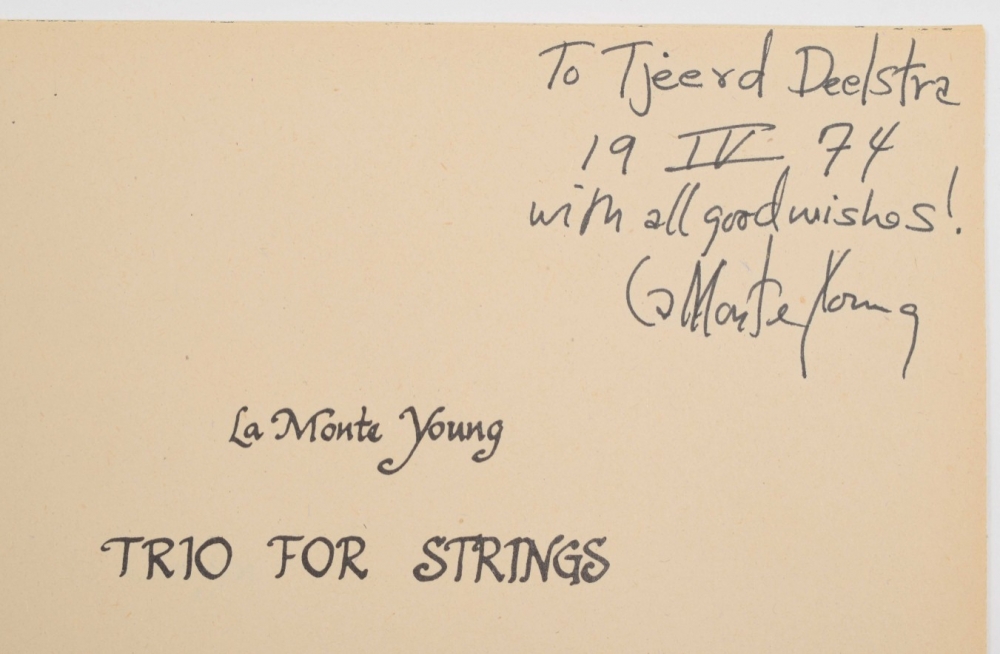 To Tjeerd Deelstra
19 IV 74
with all good wishes!
La Monte Young
La Monte Young
TRIO FOR STRINGS